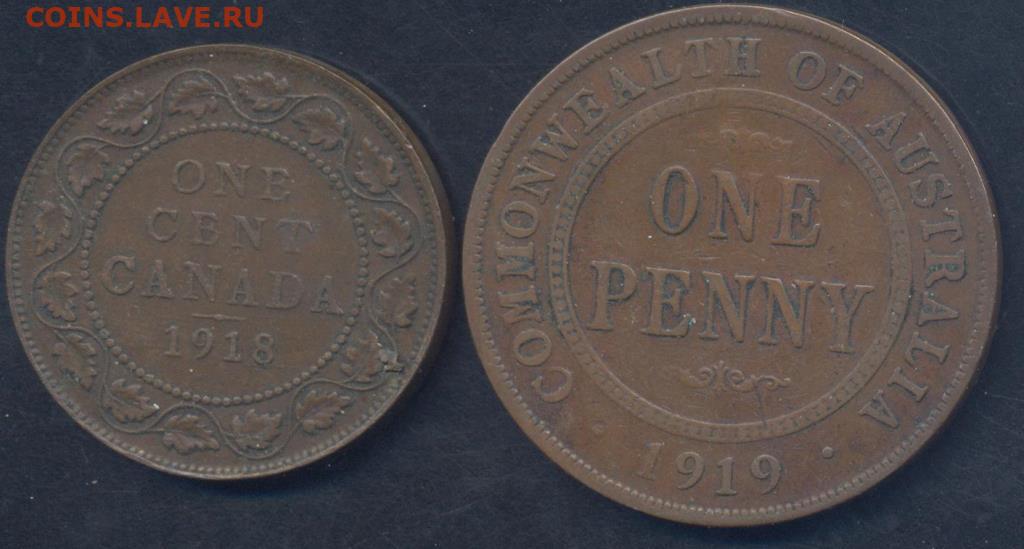 COINS.LAVE.RU
ONE
CENT
CANADA
1918
COMMONWEALTH OF AUSTRALIA
ONE
PENNY
· 1919 ·